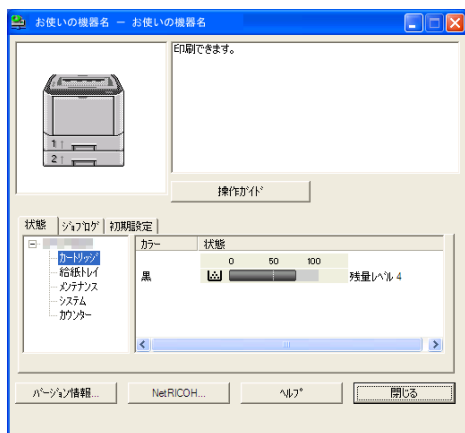 お使いの機器名 － お使いの機器名
印刷できます。
1
2
操作ｶﾞｲﾄﾞ
状態 ｼﾞｮﾌﾞﾛｸﾞ 初期設定
カラー 状態
ｶｰﾄﾘｯｼﾞ
給紙ﾄﾚｲ
ﾒﾝﾃﾅﾝｽ
ｼｽﾃﾑ
ｶｳﾝﾀｰ
0 50 100
黒 残量ﾚﾍﾞﾙ 4
ﾊﾞｰｼﾞｮﾝ情報... NetRICOH... ﾍﾙﾌﾟ 閉じる